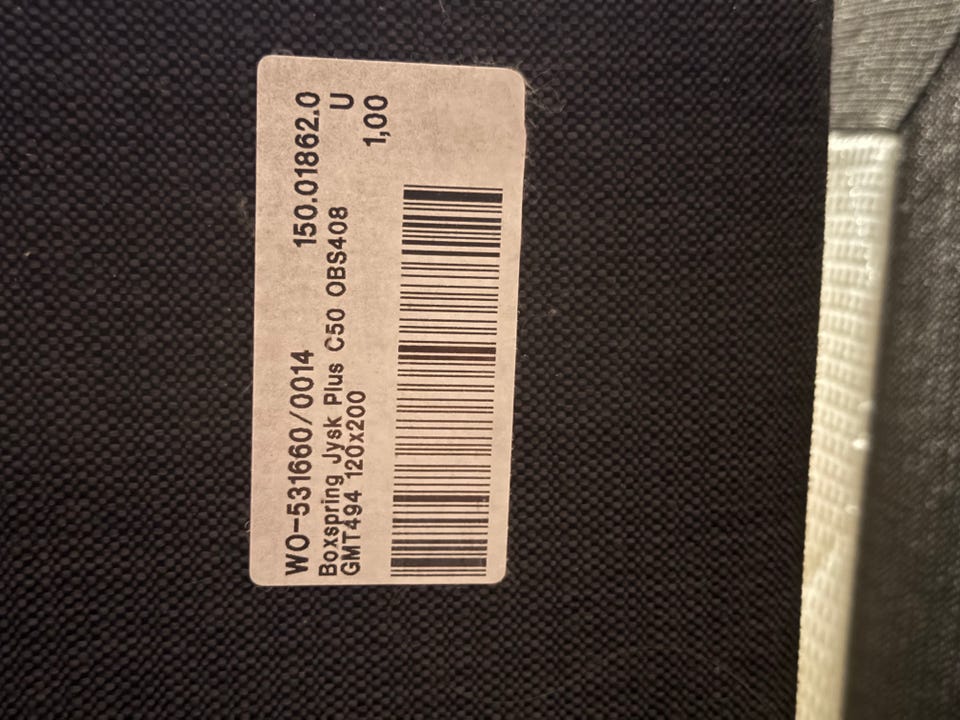 WO-531660/0014 150.01862.0
Boxspring Jysk Plus C50 OBS408 U
GMT494 120x200 1,00